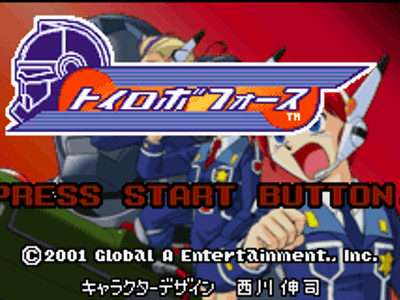 トイロボフォース
TM
PRESS START BUTTON
©2001 Global A Entertainment., Inc.
キャラクターデザイン 西川伸司